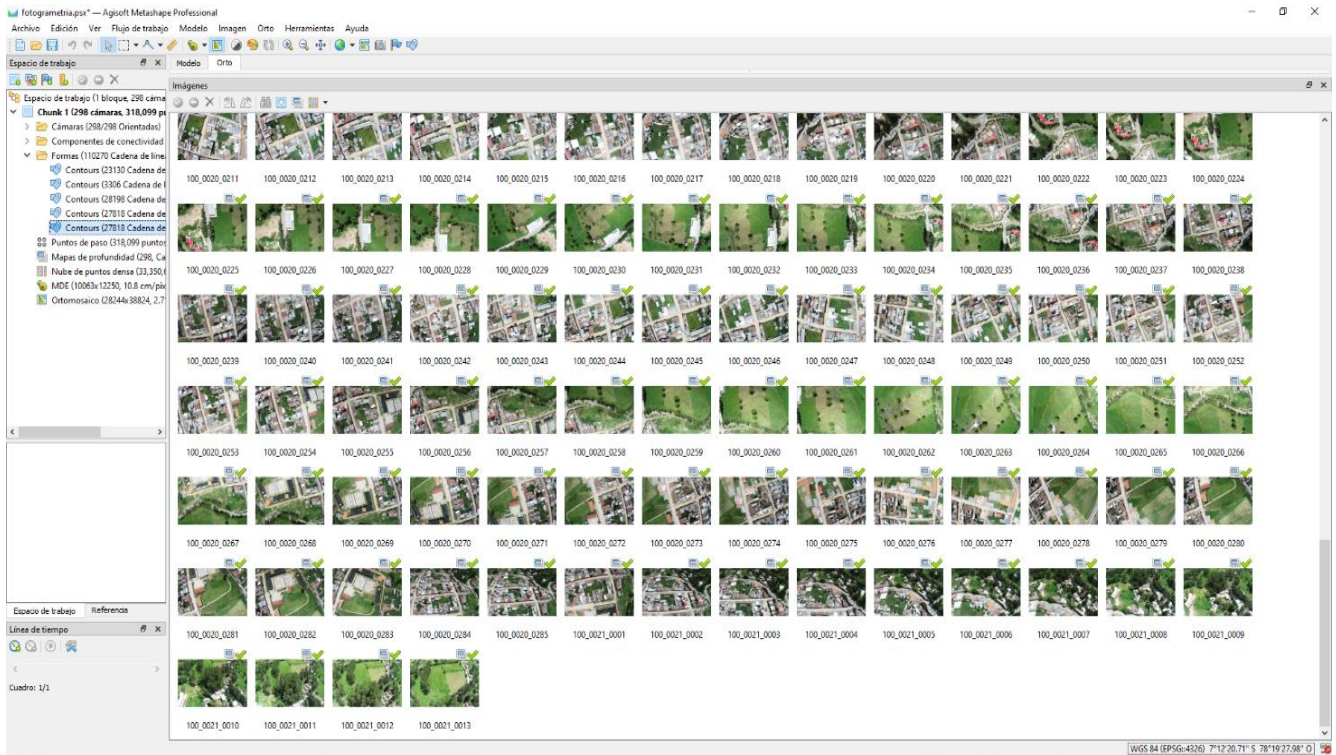 fotogrametria.psx* — Agisoft Metashape Professional
Archivo Edición Ver Flujo de trabajo Modelo Imagen Orto Herramientas Ayuda
Espacio de trabajo
Modelo Orto
Imágenes
Espacio de trabajo (1 bloque, 298 cáma
Chunk 1 (298 cámaras, 318,099 pu
Cámaras (298/298 Orientadas)
Componentes de conectividad
Formas (110270 Cadena de líne
Contours (23130 Cadena de
Contours (3306 Cadena de l
Contours (28198 Cadena de
Contours (27818 Cadena de
Contours (27818 Cadena de
Puntos de paso (318,099 puntos
Mapas de profundidad (298, Ca
Nube de puntos densa (33,350,6
MDE (10063x12250, 10.8 cm/pix
Ortomosaico (28244x38824, 2.7
100_0020_0211 100_0020_0212 100_0020_0213 100_0020_0214 100_0020_0215 100_0020_0216 100_0020_0217 100_0020_0218 100_0020_0219 100_0020_0220 100_0020_0221 100_0020_0222 100_0020_0223 100_0020_0224
100_0020_0225 100_0020_0226 100_0020_0227 100_0020_0228 100_0020_0229 100_0020_0230 100_0020_0231 100_0020_0232 100_0020_0233 100_0020_0234 100_0020_0235 100_0020_0236 100_0020_0237 100_0020_0238
100_0020_0239 100_0020_0240 100_0020_0241 100_0020_0242 100_0020_0243 100_0020_0244 100_0020_0245 100_0020_0246 100_0020_0247 100_0020_0248 100_0020_0249 100_0020_0250 100_0020_0251 100_0020_0252
100_0020_0253 100_0020_0254 100_0020_0255 100_0020_0256 100_0020_0257 100_0020_0258 100_0020_0259 100_0020_0260 100_0020_0261 100_0020_0262 100_0020_0263 100_0020_0264 100_0020_0265 100_0020_0266
100_0020_0267 100_0020_0268 100_0020_0269 100_0020_0270 100_0020_0271 100_0020_0272 100_0020_0273 100_0020_0274 100_0020_0275 100_0020_0276 100_0020_0277 100_0020_0278 100_0020_0279 100_0020_0280
100_0020_0281 100_0020_0282 100_0020_0283 100_0020_0284 100_0020_0285 100_0021_0001 100_0021_0002 100_0021_0003 100_0021_0004 100_0021_0005 100_0021_0006 100_0021_0007 100_0021_0008 100_0021_0009
100_0021_0010 100_0021_0011 100_0021_0012 100_0021_0013
Espacio de trabajo Referencia
Línea de tiempo
Cuadro: 1/1
WGS 84 (EPSG::4326) 7°12'20.71" S 78°19'27.98" O